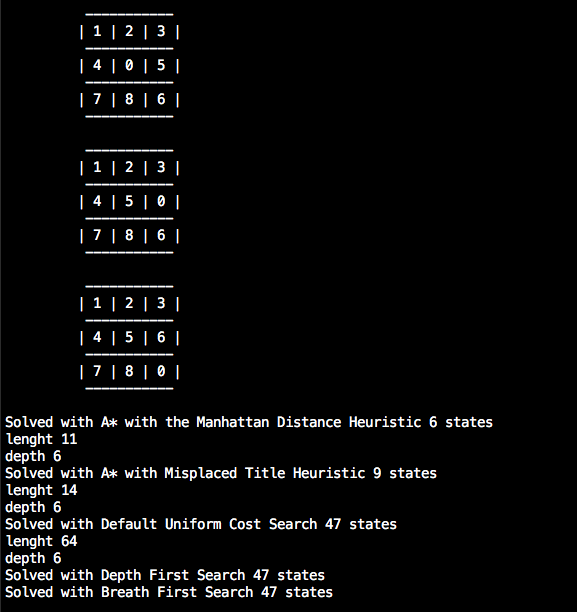 | 1 | 2 | 3 |
| 4 | 0 | 5 |
| 7 | 8 | 6 |
| 1 | 2 | 3 |
| 4 | 5 | 0 |
| 7 | 8 | 6 |
| 1 | 2 | 3 |
| 4 | 5 | 6 |
| 7 | 8 | 0 |
Solved with A* with the Manhattan Distance Heuristic 6 states
lenght 11
depth 6
Solved with A* with Misplaced Title Heuristic 9 states
lenght 14
depth 6
Solved with Default Uniform Cost Search 47 states
lenght 64
depth 6
Solved with Depth First Search 47 states
Solved with Breath First Search 47 states